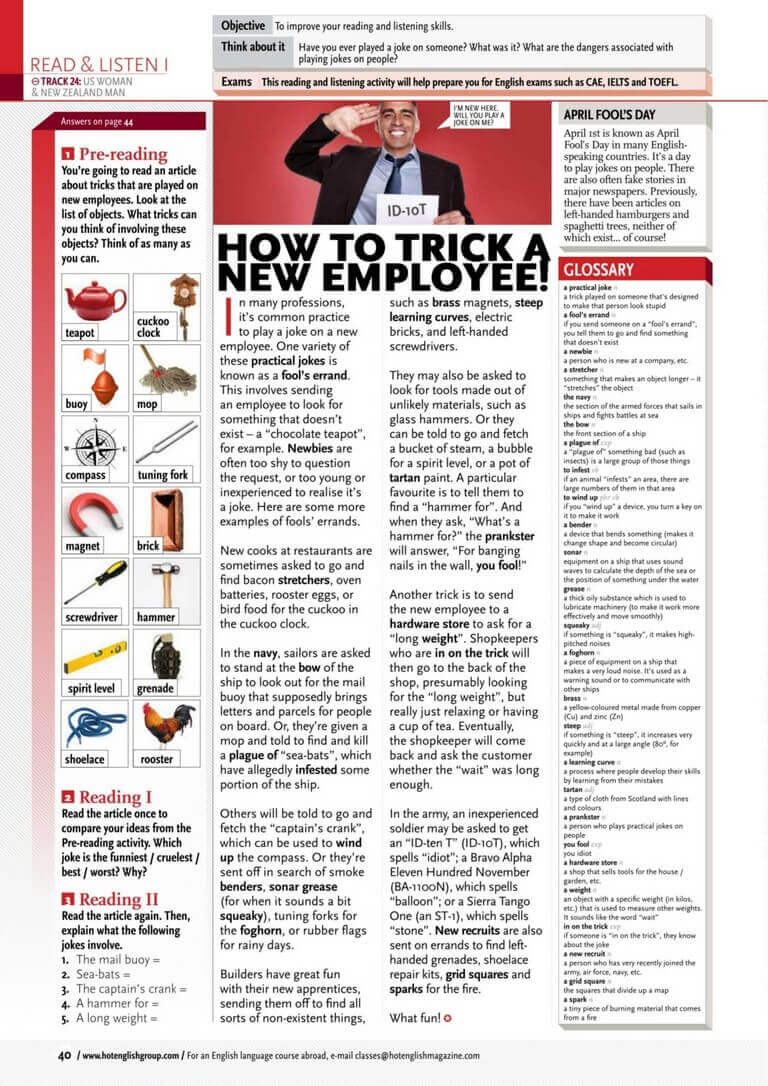 READ & LISTEN I
TRACK 24: US WOMAN
& NEW ZEALAND MAN
Objective To improve your reading and listening skills.
Think about it Have you ever played a joke on someone? What was it? What are the dangers associated with
playing jokes on people?
Exams This reading and listening activity will help prepare you for English exams such as CAE, IELTS and TOEFL.
Answers on page 44
1 Pre-reading
You're going to read an article
about tricks that are played on
new employees. Look at the
list of objects. What tricks can
you think of involving these
objects? Think of as many as
you can.
teapot
cuckoo
clock
buoy
mop
W
E
compass
tuning fork
magnet
brick
screwdriver
hammer
spirit level
grenade
shoelace
rooster
2 Reading I
Read the article once to
compare your ideas from the
Pre-reading activity. Which
joke is the funniest / cruelest /
best / worst? Why?
3 Reading II
Read the article again. Then,
explain what the following
jokes involve.
1. The mail buoy =
2. Sea-bats =
3. The captain's crank =
4. A hammer for =
5. A long weight =
I'M NEW HERE.
WILL YOU PLAY A
JOKE ON ME?
ID-10T
HOW TO TRICK A
NEW EMPLOYEE!
In many professions,
it's common practice
to play a joke on a new
employee. One variety of
these practical jokes is
known as a fool's errand.
This involves sending
an employee to look for
something that doesn't
exist – a "chocolate teapot",
for example. Newbies are
often too shy to question
the request, or too young or
inexperienced to realise it's
a joke. Here are some more
examples of fools' errands.
New cooks at restaurants are
sometimes asked to go and
find bacon stretchers, oven
batteries, rooster eggs, or
bird food for the cuckoo in
the cuckoo clock.
In the navy, sailors are asked
to stand at the bow of the
ship to look out for the mail
buoy that supposedly brings
letters and parcels for people
on board. Or, they're given a
mop and told to find and kill
a plague of "sea-bats", which
have allegedly infested some
portion of the ship.
Others will be told to go and
fetch the "captain's crank",
which can be used to wind
up the compass. Or they're
sent off in search of smoke
benders, sonar grease
(for when it sounds a bit
squeaky), tuning forks for
the foghorn, or rubber flags
for rainy days.
Builders have great fun
with their new apprentices,
sending them off to find all
sorts of non-existent things,
such as brass magnets, steep
learning curves, electric
bricks, and left-handed
screwdrivers.
They may also be asked to
look for tools made out of
unlikely materials, such as
glass hammers. Or they
can be told to go and fetch
a bucket of steam, a bubble
for a spirit level, or a pot of
tartan paint. A particular
favourite is to tell them to
find a "hammer for". And
when they ask, "What's a
hammer for?" the prankster
will answer, "For banging
nails in the wall, you fool!"
Another trick is to send
the new employee to a
hardware store to ask for a
"long weight". Shopkeepers
who are in on the trick will
then go to the back of the
shop, presumably looking
for the "long weight", but
really just relaxing or having
a cup of tea. Eventually,
the shopkeeper will come
back and ask the customer
whether the "wait" was long
enough.
In the army, an inexperienced
soldier may be asked to get
an "ID-ten T" (ID-10T), which
spells "idiot"; a Bravo Alpha
Eleven Hundred November
(BA-1100N), which spells
"balloon"; or a Sierra Tango
One (an ST-1), which spells
"stone". New recruits are also
sent on errands to find left-
handed grenades, shoelace
repair kits, grid squares and
sparks for the fire.
What fun!
APRIL FOOL'S DAY
April 1st is known as April
Fool's Day in many English-
speaking countries. It's a day
to play jokes on people. There
are also often fake stories in
major newspapers. Previously,
there have been articles on
left-handed hamburgers and
spaghetti trees, neither of
which exist... of course!
GLOSSARY
a practical joke n
a trick played on someone that's designed
to make that person look stupid
a fool's errand n
if you send someone on a "fool's errand",
you tell them to go and find something
that doesn't exist
a newbie n
a person who is new at a company, etc.
a stretcher n
something that makes an object longer – it
"stretches" the object
the navy n
the section of the armed forces that sails in
ships and fights battles at sea
the bow n
the front section of a ship
a plague of exp
a "plague of" something bad (such as
insects) is a large group of those things
to infest vb
if an animal "infests" an area, there are
large numbers of them in that area
to wind up phr vb
if you "wind up" a device, you turn a key on
it to make it work
a bender n
a device that bends something (makes it
change shape and become circular)
sonar n
equipment on a ship that uses sound
waves to calculate the depth of the sea or
the position of something under the water
grease n
a thick oily substance which is used to
lubricate machinery (to make it work more
effectively and move smoothly)
squeaky adj
if something is "squeaky", it makes high-
pitched noises
a foghorn n
a piece of equipment on a ship that
makes a very loud noise. It's used as a
warning sound or to communicate with
other ships
brass n
a yellow-coloured metal made from copper
(Cu) and zinc (Zn)
steep adj
if something is "steep", it increases very
quickly and at a large angle (80º, for
example)
a learning curve n
a process where people develop their skills
by learning from their mistakes
tartan adj
a type of cloth from Scotland with lines
and colours
a prankster n
a person who plays practical jokes on
people
you fool exp
you idiot
a hardware store n
a shop that sells tools for the house /
garden, etc.
a weight n
an object with a specific weight (in kilos,
etc.) that is used to measure other weights.
It sounds like the word "wait"
in on the trick exp
if someone is "in on the trick", they know
about the joke
a new recruit n
a person who has very recently joined the
army, air force, navy, etc.
a grid square n
the squares that divide up a map
a spark n
a tiny piece of burning material that comes
from a fire
40 / www.hotenglishgroup.com / For an English language course abroad, e-mail classes@hotenglishmagazine.com